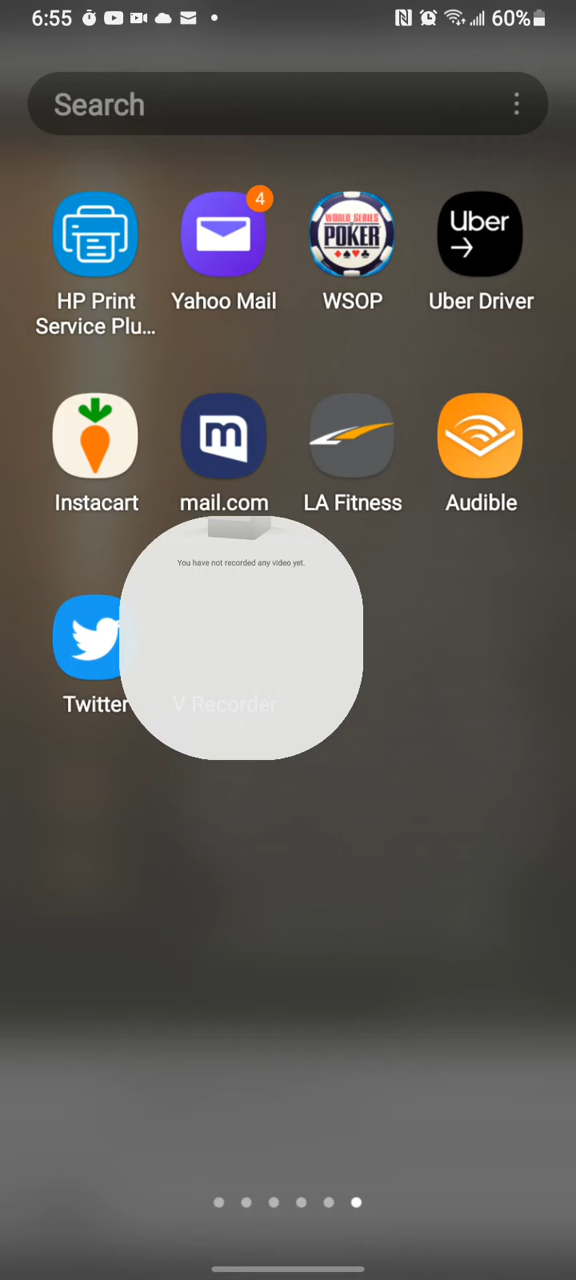 6:55
60%
Search
4
WORLD SERIES
POKER
Uber
HP Print
Service Plu...
Yahoo Mail
WSOP
Uber Driver
m
Instacart
mail.com
LA Fitness
Audible
You have not recorded any video yet.
Twitter
V Recorder